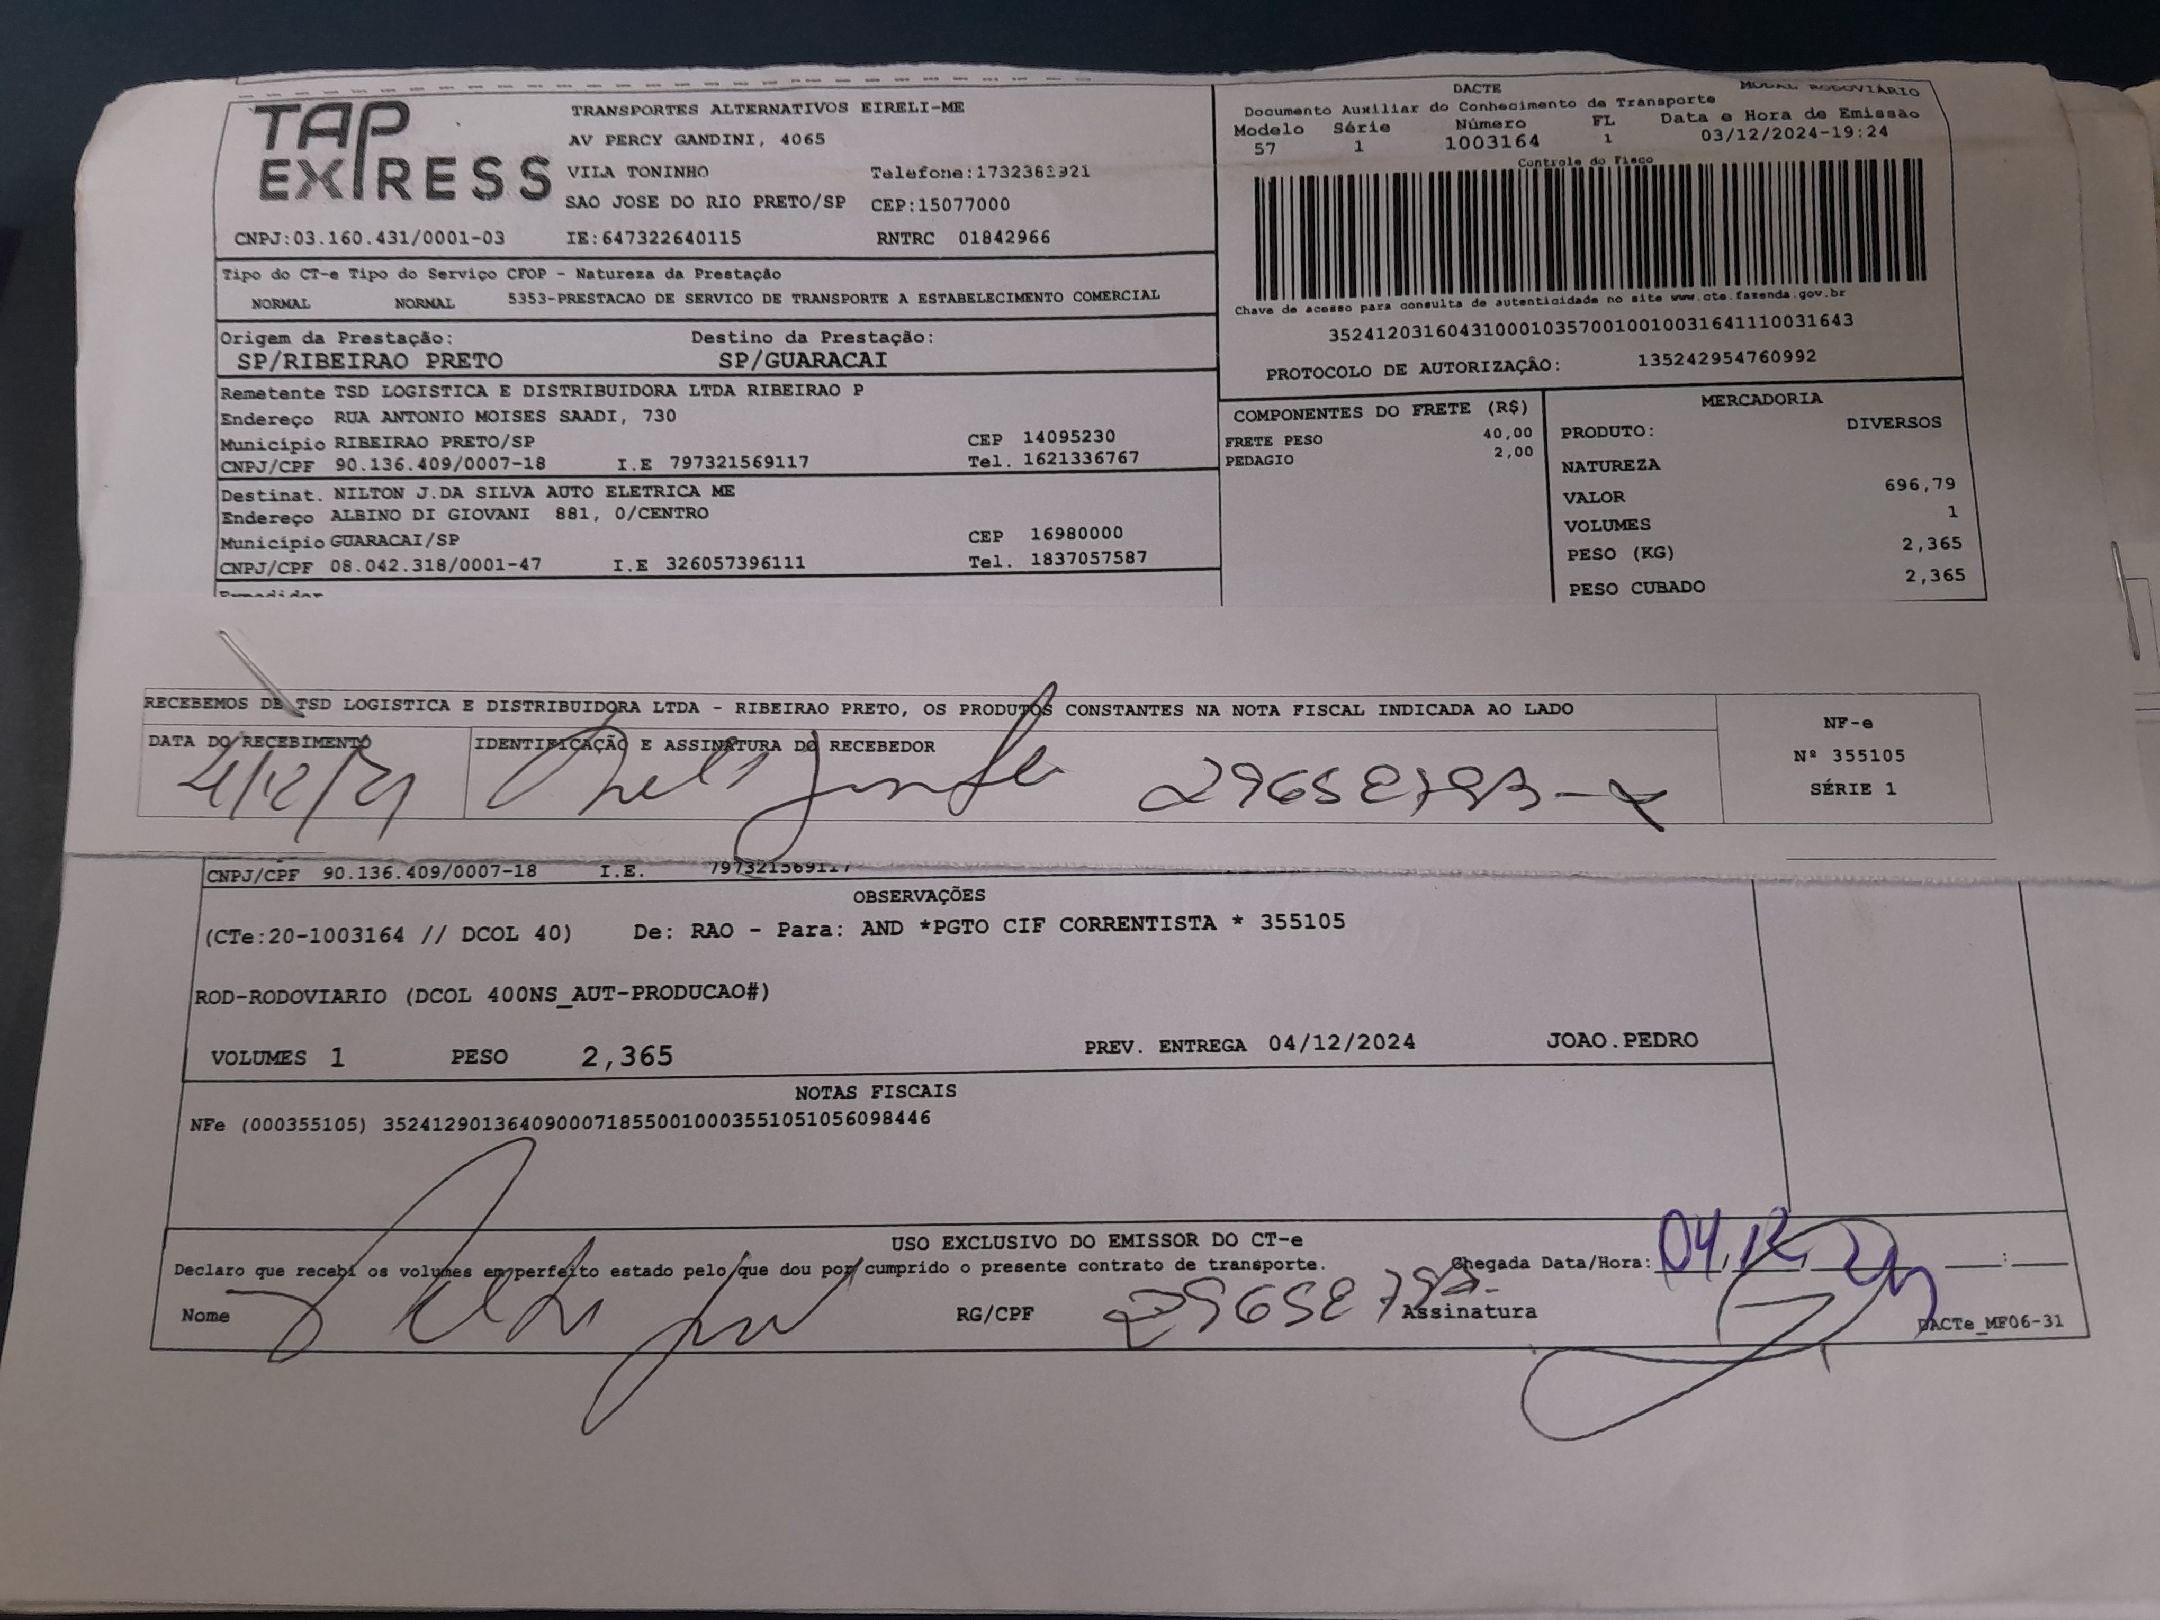 TAP EXPRESS
TRANSPORTES ALTERNATIVOS EIRELI-ME
AV PERCY GANDINI, 4065
VILA TONINHO Telefone:1732382921
SAO JOSE DO RIO PRETO/SP CEP:15077000
CNPJ:03.160.431/0001-03 IE:647322640115 RNTRC 01842966
DACTE MODAL RODOVIÁRIO
Documento Auxiliar do Conhecimento de Transporte
Modelo Série Número FL Data e Hora de Emissão
57 1 1003164 1 03/12/2024-19:24
Controle do Fisco
Chave de acesso para consulta de autenticidade no site www.cte.fazenda.gov.br
35241203160431000103570010010031641110031643
PROTOCOLO DE AUTORIZAÇÃO: 135242954760992
Tipo do CT-e Tipo do Serviço CFOP - Natureza da Prestação
NORMAL NORMAL 5353-PRESTACAO DE SERVICO DE TRANSPORTE A ESTABELECIMENTO COMERCIAL
Origem da Prestação: Destino da Prestação:
SP/RIBEIRAO PRETO SP/GUARACAI
Remetente TSD LOGISTICA E DISTRIBUIDORA LTDA RIBEIRAO P
Endereço RUA ANTONIO MOISES SAADI, 730
Município RIBEIRAO PRETO/SP CEP 14095230
CNPJ/CPF 90.136.409/0007-18 I.E 797321569117 Tel. 1621336767
Destinat. NILTON J.DA SILVA AUTO ELETRICA ME
Endereço ALBINO DI GIOVANI 881, 0/CENTRO
Município GUARACAI/SP CEP 16980000
CNPJ/CPF 08.042.318/0001-47 I.E 326057396111 Tel. 1837057587
Expedidor
COMPONENTES DO FRETE (R$)
FRETE PESO 40,00
PEDAGIO 2,00
MERCADORIA
PRODUTO: DIVERSOS
NATUREZA
VALOR 696,79
VOLUMES 1
PESO (KG) 2,365
PESO CUBADO 2,365
RECEBEMOS DE TSD LOGISTICA E DISTRIBUIDORA LTDA - RIBEIRAO PRETO, OS PRODUTOS CONSTANTES NA NOTA FISCAL INDICADA AO LADO
DATA DO RECEBIMENTO IDENTIFICAÇÃO E ASSINATURA DO RECEBEDOR
4/12/24
NF-e
Nº 355105
SÉRIE 1
CNPJ/CPF 90.136.409/0007-18 I.E. 797321569117
OBSERVAÇÕES
(CTe:20-1003164 // DCOL 40) De: RAO - Para: AND *PGTO CIF CORRENTISTA * 355105
ROD-RODOVIARIO (DCOL 400NS_AUT-PRODUCAO#)
VOLUMES 1 PESO 2,365 PREV. ENTREGA 04/12/2024 JOAO.PEDRO
NOTAS FISCAIS
NFe (000355105) 35241290136409000718550010003551051056098446
USO EXCLUSIVO DO EMISSOR DO CT-e
Declaro que recebi os volumes em perfeito estado pelo que dou por cumprido o presente contrato de transporte. Chegada Data/Hora: 04,12, 24 :
Nome RG/CPF Assinatura
DACTe_MF06-31